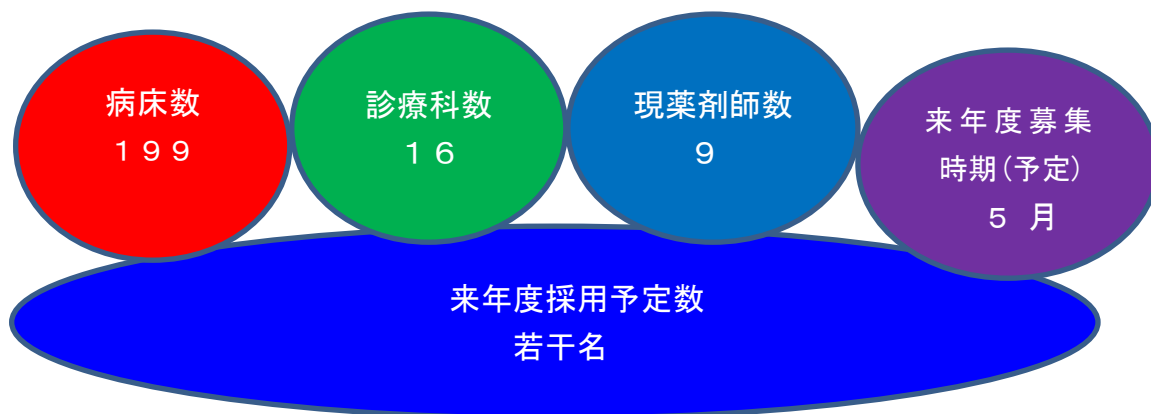 病床数
１９９
診療科数
１６
現薬剤師数
９
来年度募集
時期(予定)
５ 月
来年度採用予定数
若干名